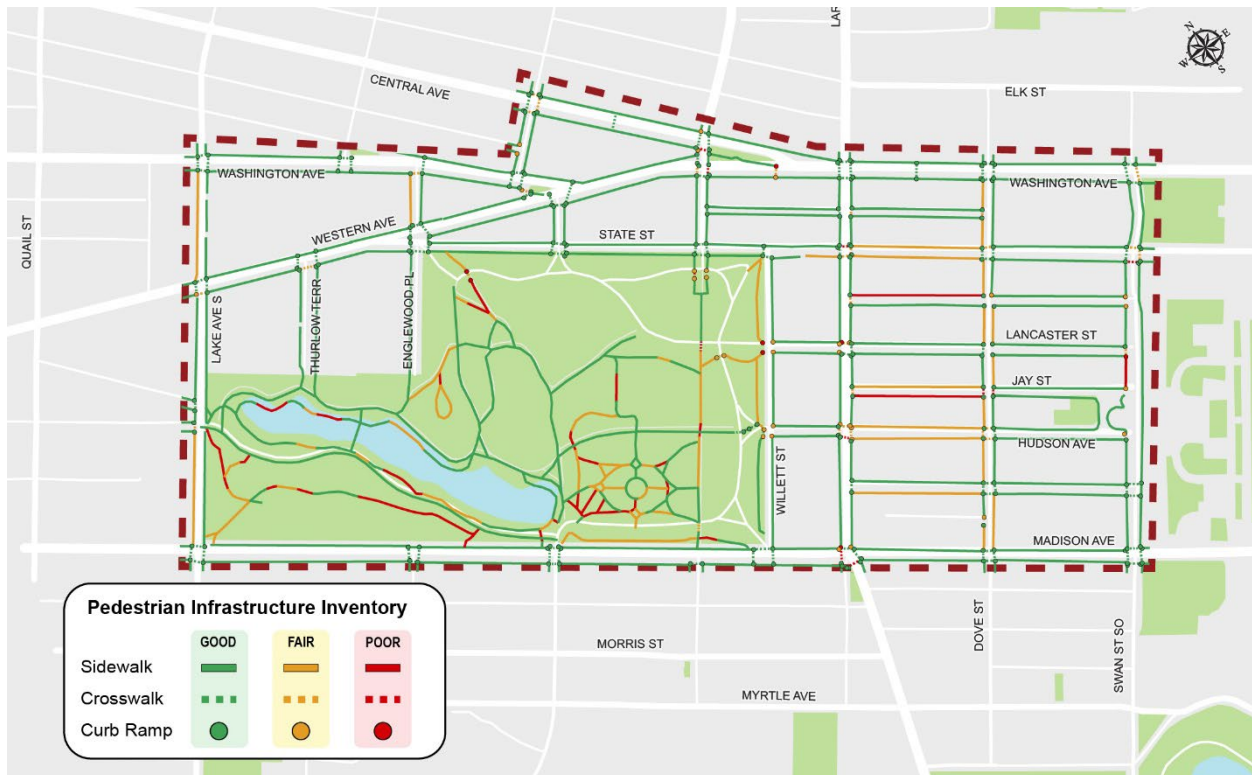 LAR
N
E
S
W
CENTRAL AVE
ELK ST
WASHINGTON AVE
WASHINGTON AVE
QUAIL ST
WESTERN AVE
STATE ST
LAKE AVE S
THURLOW TERR
ENGLEWOOD PL
LANCASTER ST
JAY ST
HUDSON AVE
WILLETT ST
MADISON AVE
Pedestrian Infrastructure Inventory
GOOD FAIR POOR
Sidewalk
Crosswalk
Curb Ramp
MORRIS ST
DOVE ST
SWAN ST SO
MYRTLE AVE